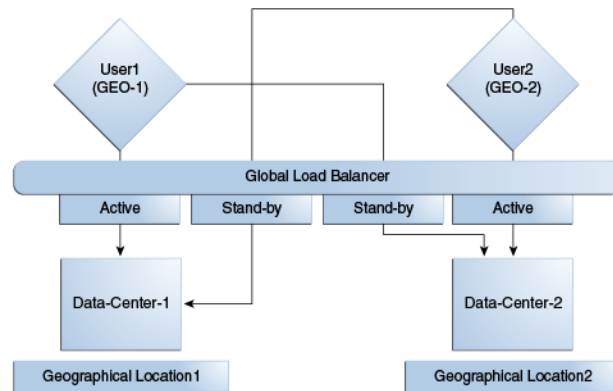 User1
(GEO-1)
User2
(GEO-2)
Global Load Balancer
Active
Stand-by
Stand-by
Active
Data-Center-1
Data-Center-2
Geographical Location1
Geographical Location2